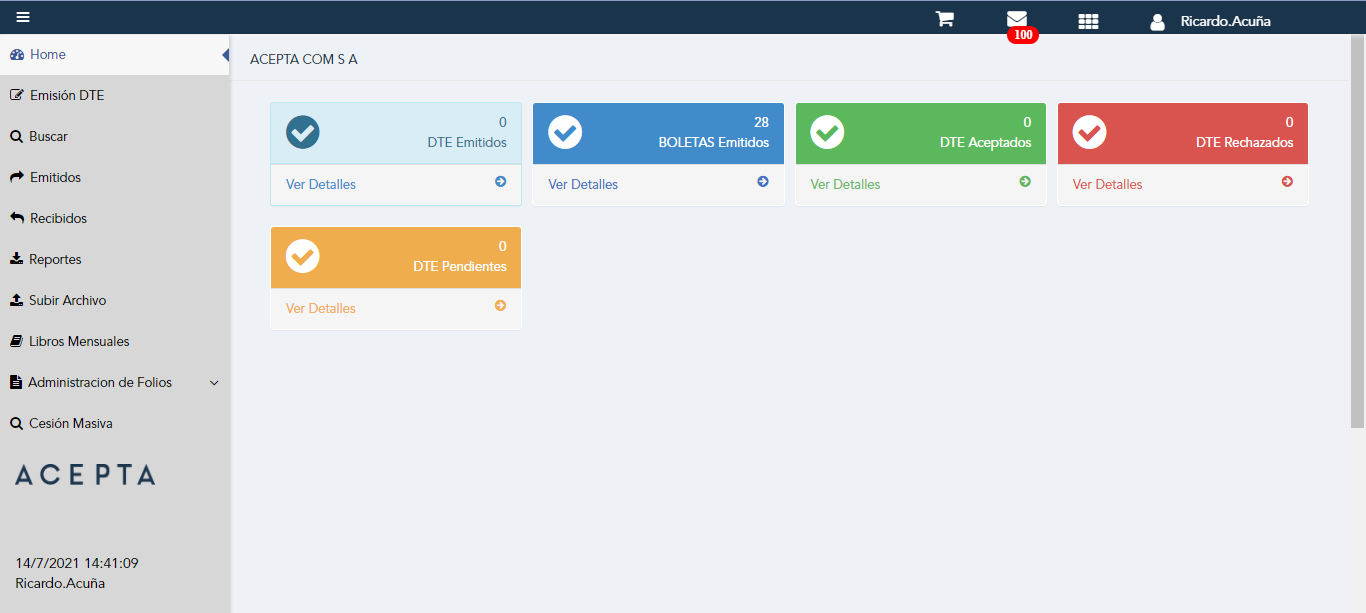 100
Ricardo.Acuña
Home
ACEPTA COM S A
Emisión DTE
Buscar
Emitidos
Recibidos
Reportes
Subir Archivo
Libros Mensuales
Administracion de Folios
Cesión Masiva
ACEPTA
14/7/2021 14:41:09
Ricardo.Acuña
0
DTE Emitidos
Ver Detalles
28
BOLETAS Emitidos
Ver Detalles
0
DTE Aceptados
Ver Detalles
0
DTE Rechazados
Ver Detalles
0
DTE Pendientes
Ver Detalles